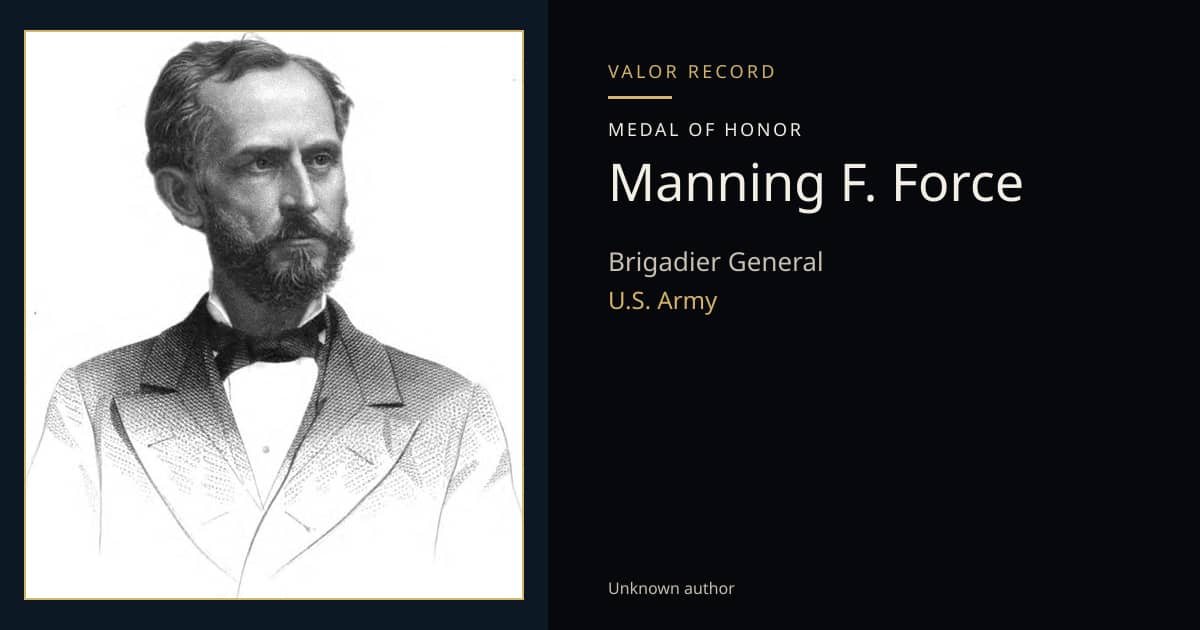 VALOR RECORD
MEDAL OF HONOR
Manning F. Force
Brigadier General
U.S. Army
Unknown author